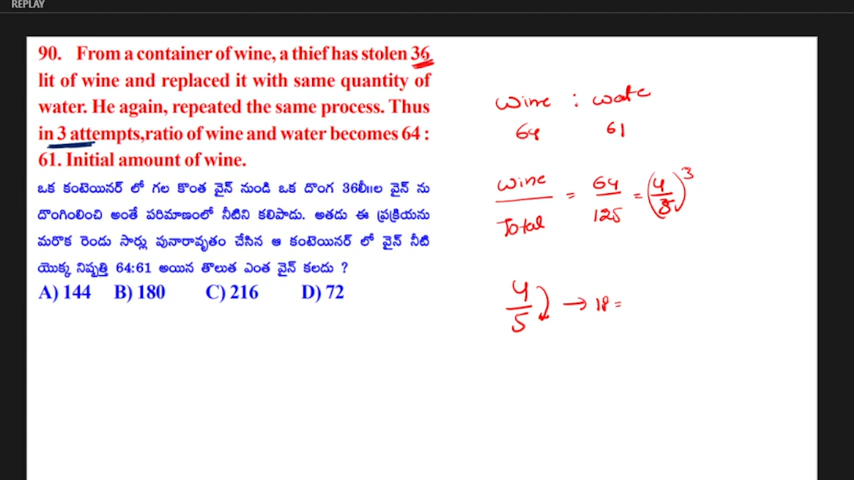 REPLAY
90. From a container of wine, a thief has stolen 36
lit of wine and replaced it with same quantity of
water. He again, repeated the same process. Thus
in 3 attempts,ratio of wine and water becomes 64 :
61. Initial amount of wine.
ఒక కంటెయినర్ లో గల కొంత వైన్ నుండి ఒక దొంగ 36లీ॥ల వైన్ ను
దొంగిలించి అంతే పరిమాణంలో నీటిని కలిపాడు. అతడు ఈ ప్రక్రియను
మరొక రెండు సార్లు పునారావృతం చేసిన ఆ కంటెయినర్ లో వైన్ నీటి
యొక్క నిష్పత్తి 64:61 అయిన తొలుత ఎంత వైన్ కలదు ?
A) 144 B) 180 C) 216 D) 72
wine : wate
64 61
wine/Total = 64/125 = (4/5)³
4/5 → 18 =